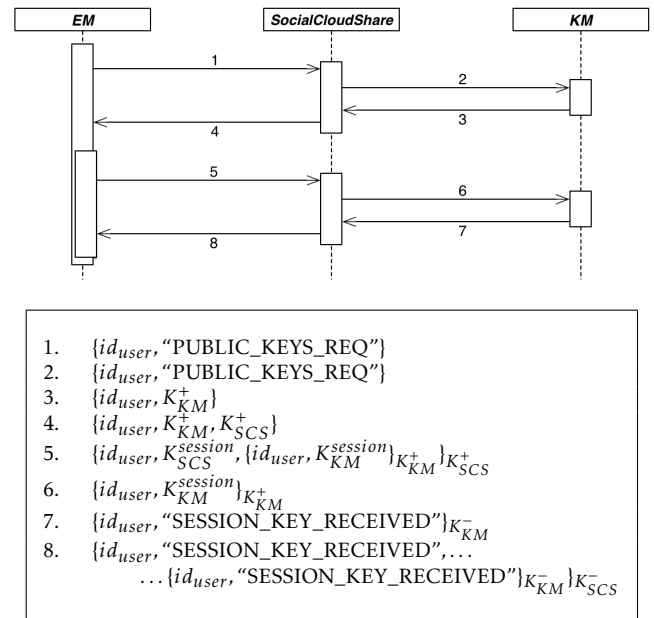 EM SocialCloudShare KM
1
2
3
4
5
6
7
8
1. {id_user, “PUBLIC_KEYS_REQ”}
2. {id_user, “PUBLIC_KEYS_REQ”}
3. {id_user, K^+_KM}
4. {id_user, K^+_KM, K^+_SCS}
5. {id_user, K^session_SCS, {id_user, K^session_KM}_K^+_KM}_K^+_SCS
6. {id_user, K^session_KM}_K^+_KM
7. {id_user, “SESSION_KEY_RECEIVED”}_K^−_KM
8. {id_user, “SESSION_KEY_RECEIVED”, ...
... {id_user, “SESSION_KEY_RECEIVED”}_K^−_KM}_K^−_SCS